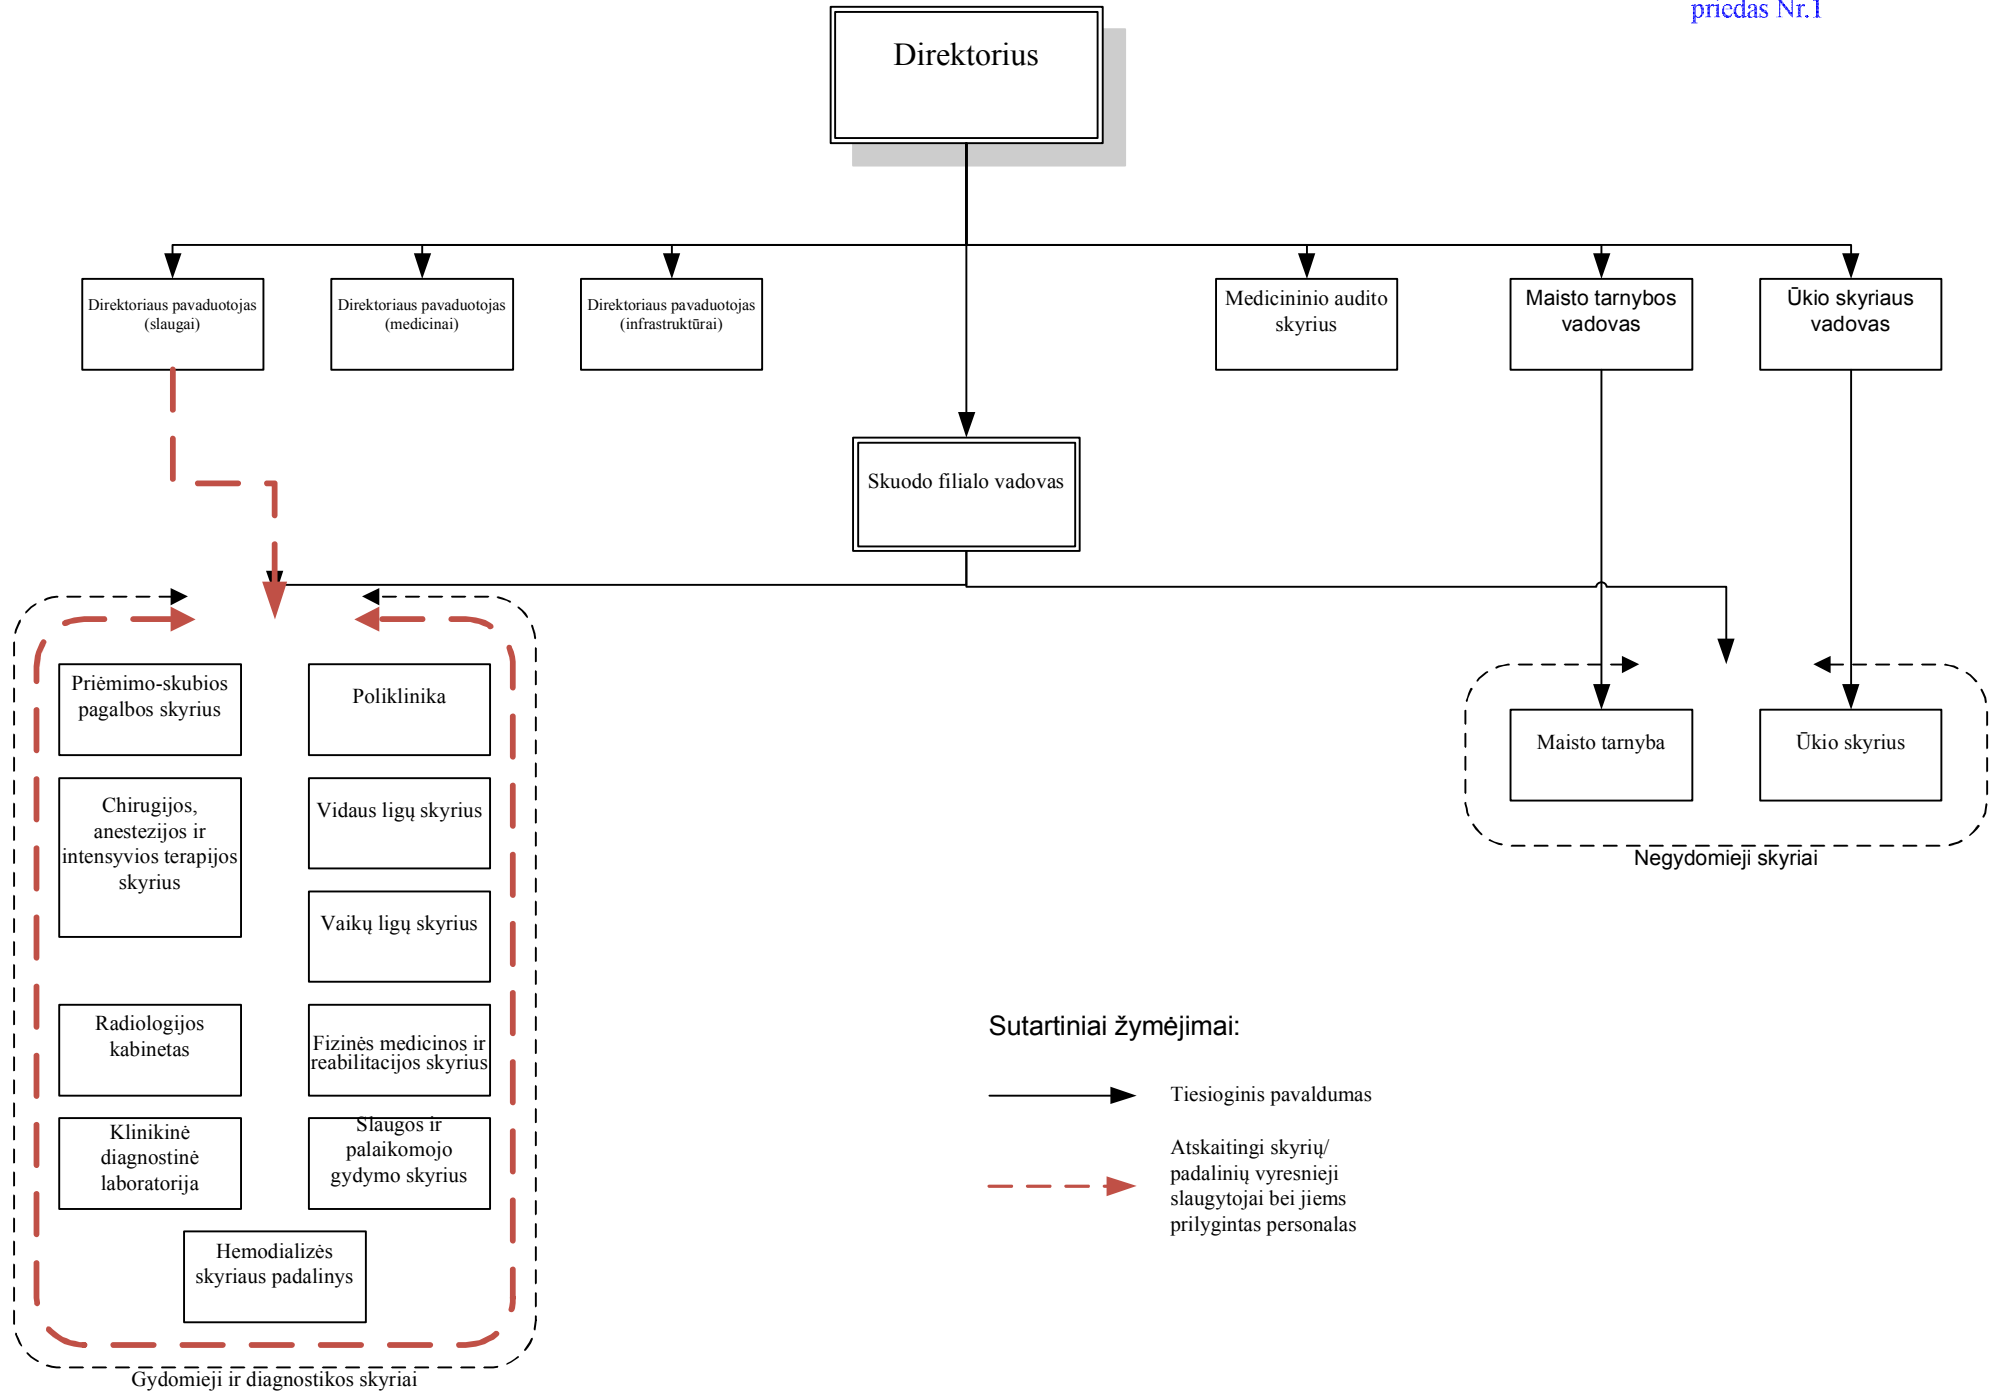 priedas Nr.1
Direktorius
Direktoriaus pavaduotojas
(slaugai)
Direktoriaus pavaduotojas
(medicinai)
Direktoriaus pavaduotojas
(infrastruktūrai)
Medicininio audito
skyrius
Maisto tarnybos
vadovas
Ūkio skyriaus
vadovas
Skuodo filialo vadovas
Priėmimo-skubios
pagalbos skyrius
Poliklinika
Chirugijos,
anestezijos ir
intensyvios terapijos
skyrius
Vidaus ligų skyrius
Vaikų ligų skyrius
Radiologijos
kabinetas
Fizinės medicinos ir
reabilitacijos skyrius
Klinikinė
diagnostinė
laboratorija
Slaugos ir
palaikomojo
gydymo skyrius
Hemodializės
skyriaus padalinys
Gydomieji ir diagnostikos skyriai
Maisto tarnyba
Ūkio skyrius
Negydomieji skyriai
Sutartiniai žymėjimai:
Tiesioginis pavaldumas
Atskaitingi skyrių/
padalinių vyresnieji
slaugytojai bei jiems
prilygintas personalas